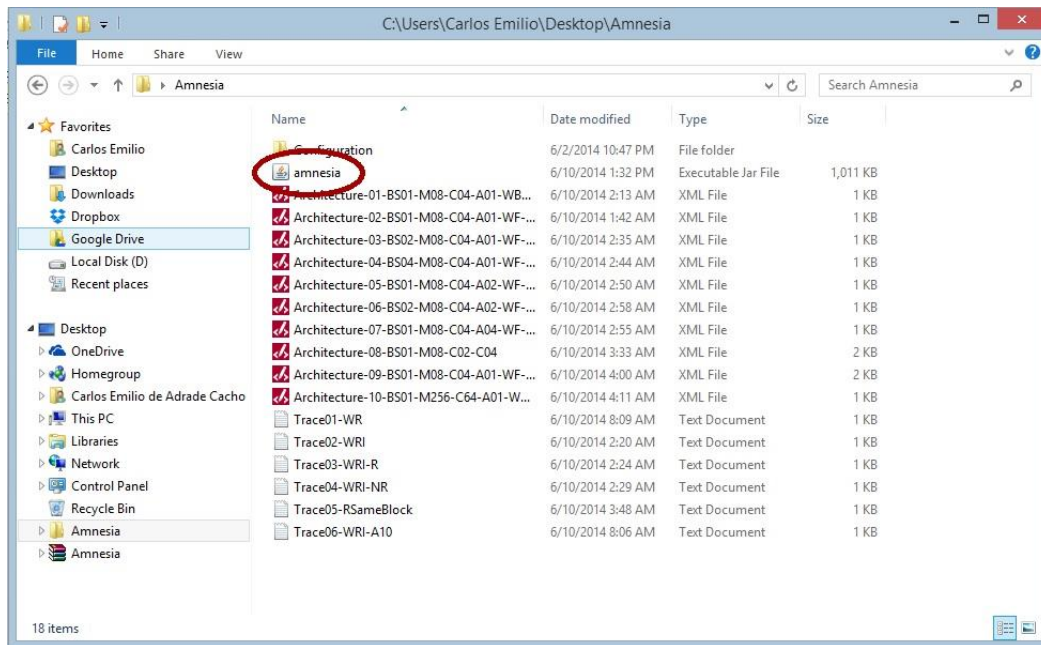 C:\Users\Carlos Emilio\Desktop\Amnesia
File Home Share View
Amnesia Search Amnesia
Name Date modified Type Size
Favorites
Carlos Emilio
Desktop
Downloads
Dropbox
Google Drive
Local Disk (D)
Recent places
Desktop
OneDrive
Homegroup
Carlos Emilio de Adrade Cacho
This PC
Libraries
Network
Control Panel
Recycle Bin
Amnesia
Amnesia
Configuration 6/2/2014 10:47 PM File folder
amnesia 6/10/2014 1:32 PM Executable Jar File 1,011 KB
Architecture-01-BS01-M08-C04-A01-WB... 6/10/2014 2:13 AM XML File 1 KB
Architecture-02-BS01-M08-C04-A01-WF-... 6/10/2014 1:42 AM XML File 1 KB
Architecture-03-BS02-M08-C04-A01-WF-... 6/10/2014 2:35 AM XML File 1 KB
Architecture-04-BS04-M08-C04-A01-WF-... 6/10/2014 2:44 AM XML File 1 KB
Architecture-05-BS01-M08-C04-A02-WF-... 6/10/2014 2:50 AM XML File 1 KB
Architecture-06-BS02-M08-C04-A02-WF-... 6/10/2014 2:58 AM XML File 1 KB
Architecture-07-BS01-M08-C04-A04-WF-... 6/10/2014 2:55 AM XML File 1 KB
Architecture-08-BS01-M08-C02-C04 6/10/2014 3:33 AM XML File 2 KB
Architecture-09-BS01-M08-C04-A01-WF-... 6/10/2014 4:00 AM XML File 2 KB
Architecture-10-BS01-M256-C64-A01-W... 6/10/2014 4:11 AM XML File 1 KB
Trace01-WR 6/10/2014 8:09 AM Text Document 1 KB
Trace02-WRI 6/10/2014 2:20 AM Text Document 1 KB
Trace03-WRI-R 6/10/2014 2:24 AM Text Document 1 KB
Trace04-WRI-NR 6/10/2014 2:29 AM Text Document 1 KB
Trace05-RSameBlock 6/10/2014 3:48 AM Text Document 1 KB
Trace06-WRI-A10 6/10/2014 8:06 AM Text Document 1 KB
18 items